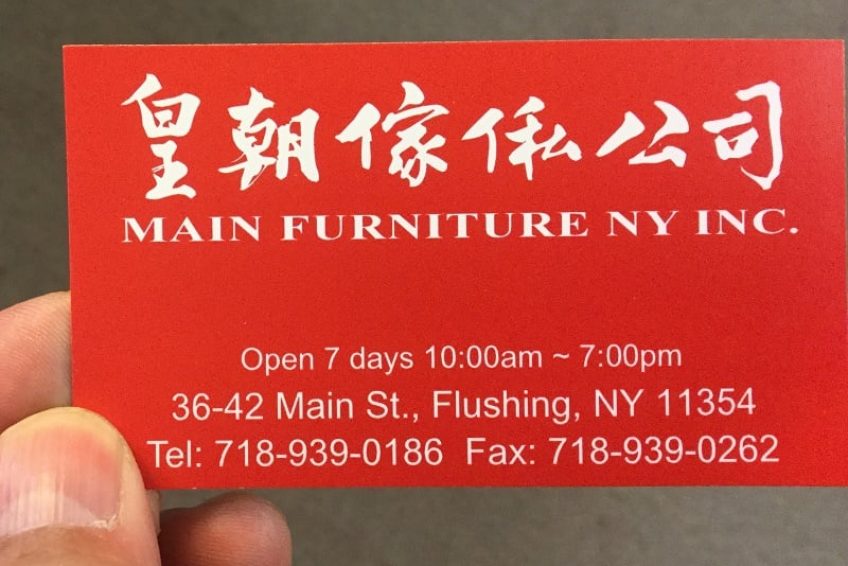 皇朝傢俬公司
MAIN FURNITURE NY INC.
Open 7 days 10:00am ~ 7:00pm
36-42 Main St., Flushing, NY 11354
Tel: 718-939-0186 Fax: 718-939-0262